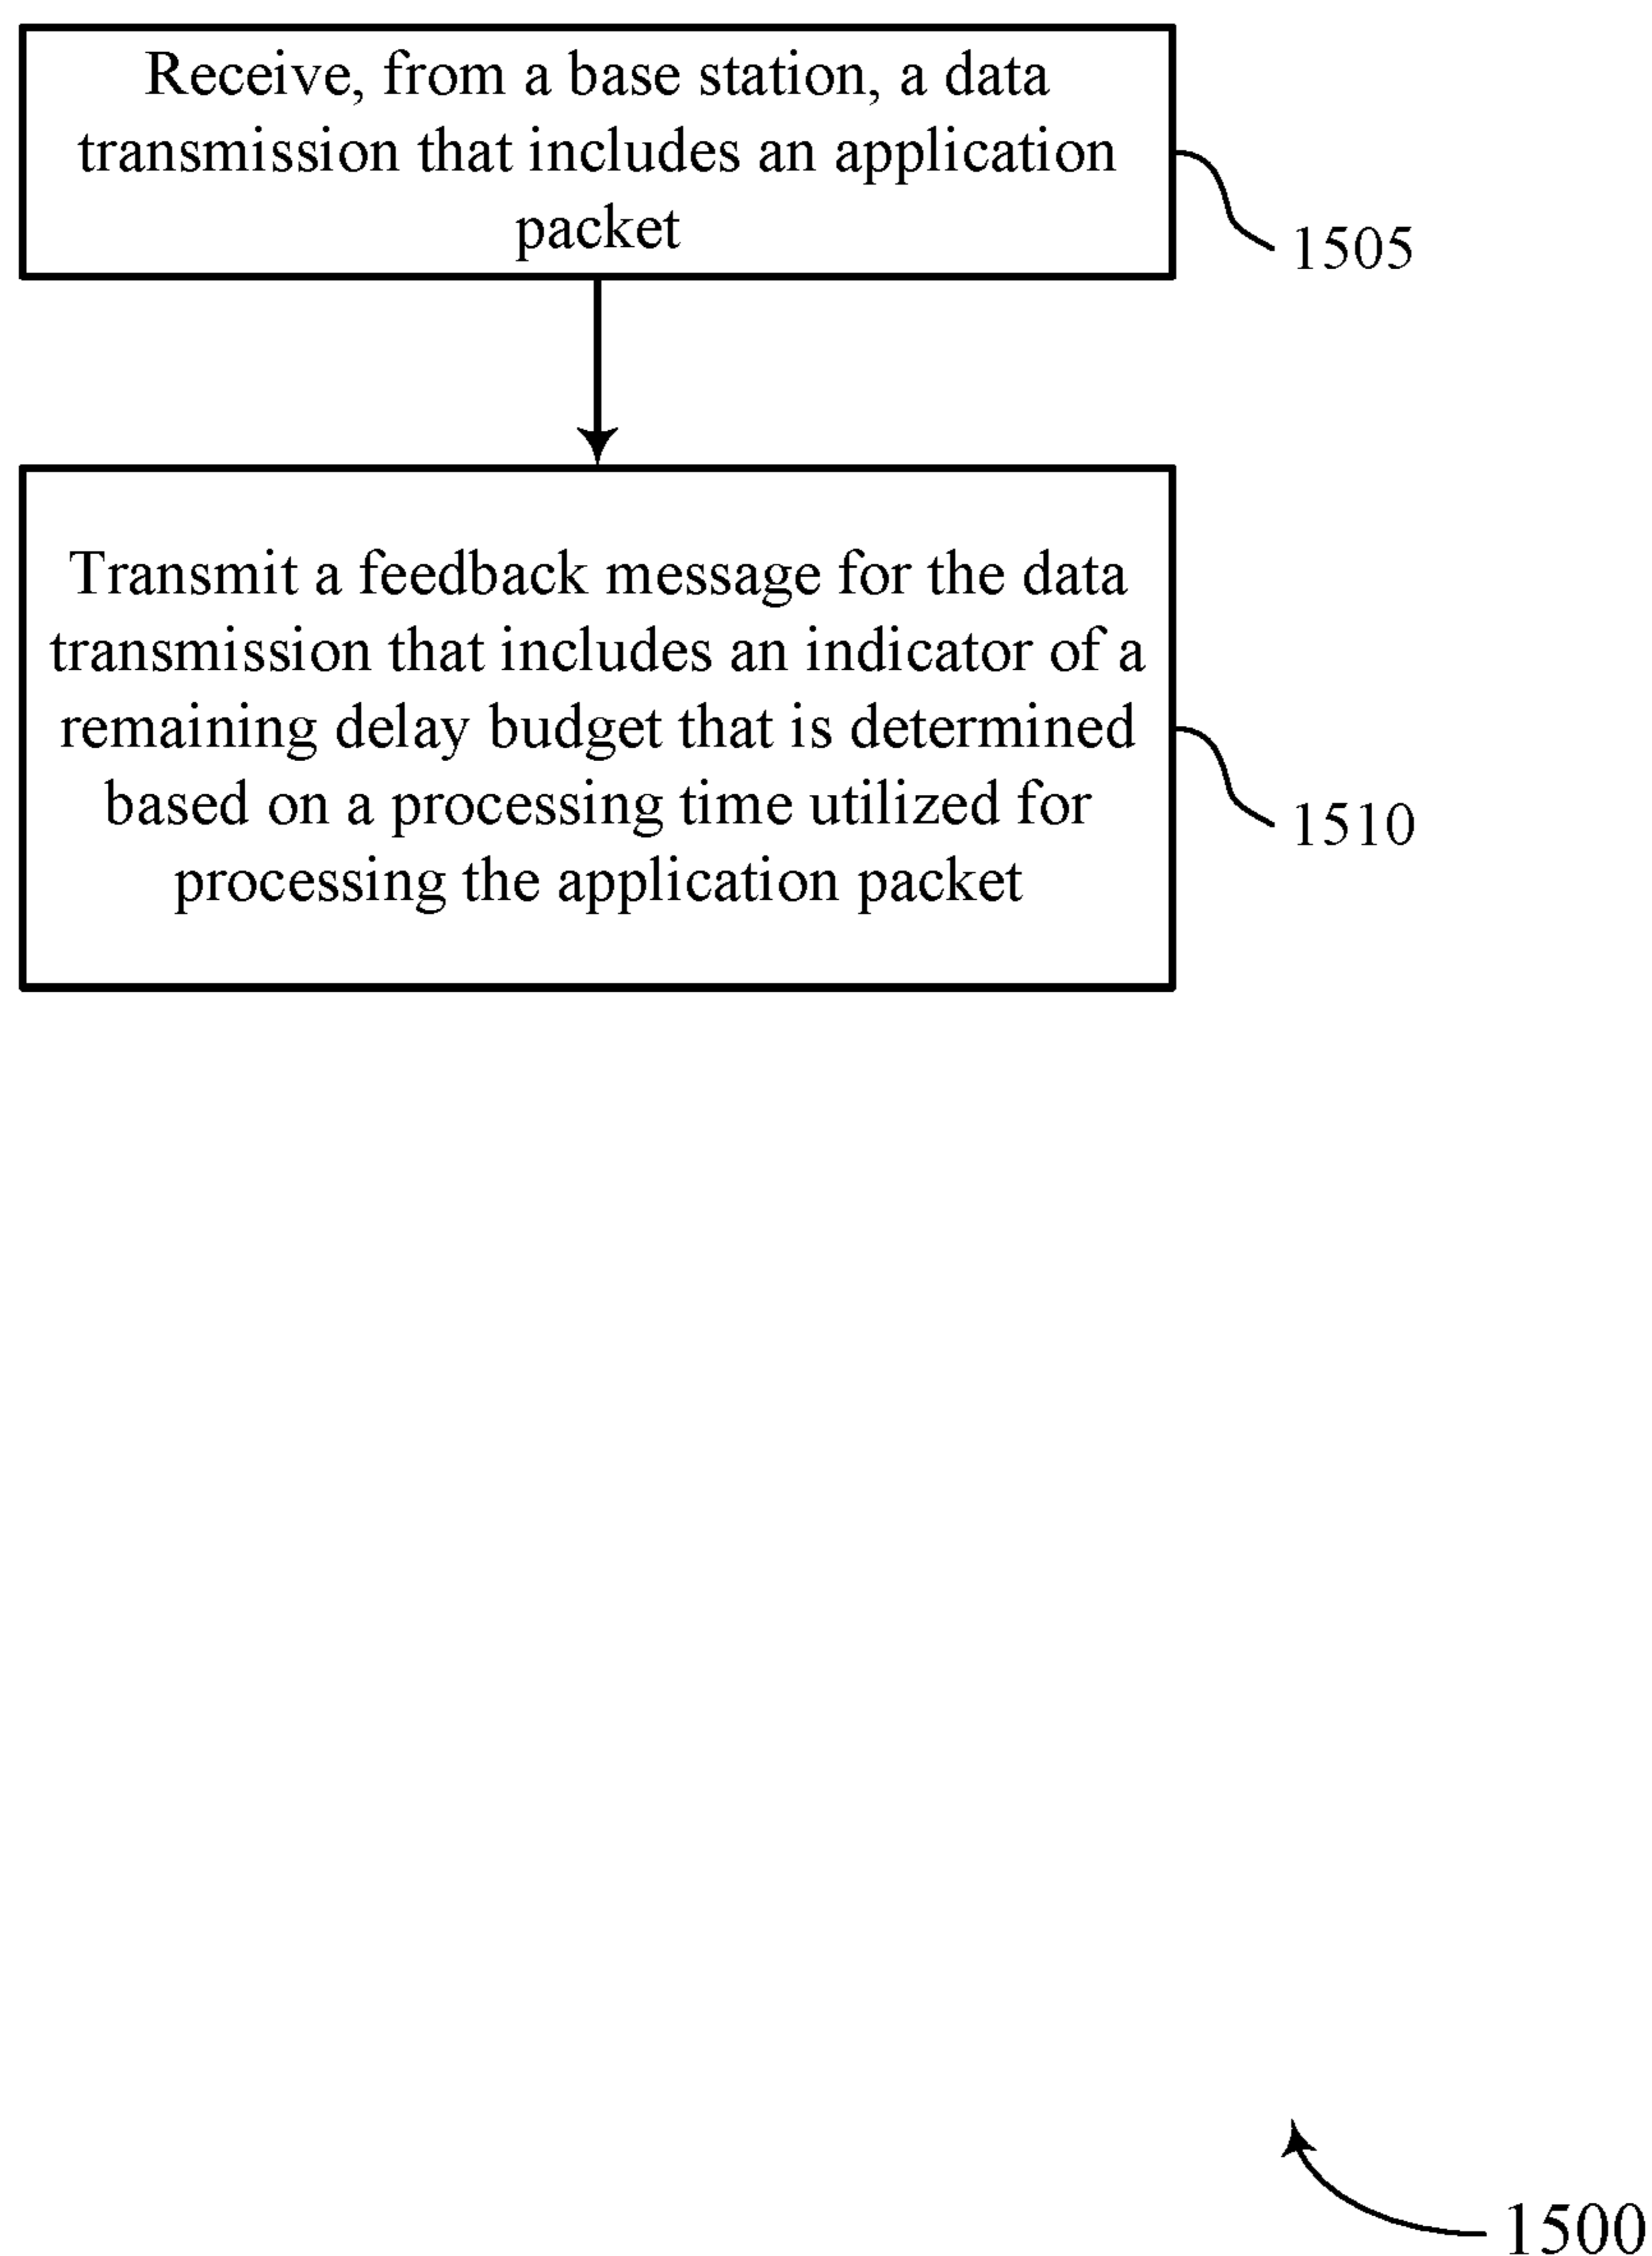 Receive, from a base station, a data
transmission that includes an application
packet
1505
Transmit a feedback message for the data
transmission that includes an indicator of a
remaining delay budget that is determined
based on a processing time utilized for
processing the application packet
1510
1500